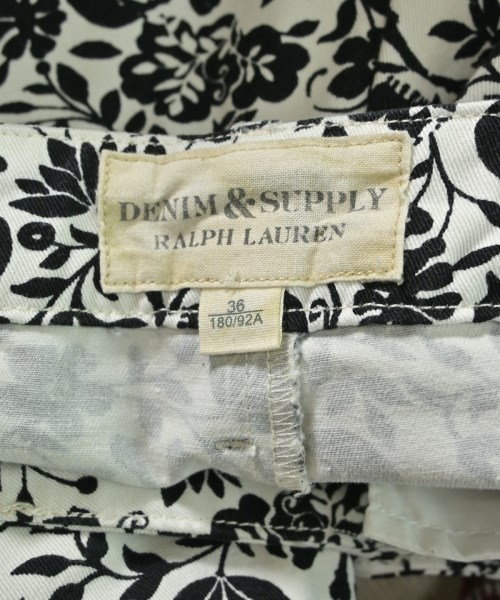 DENIM & SUPPLY
RALPH LAUREN
36
180/92A